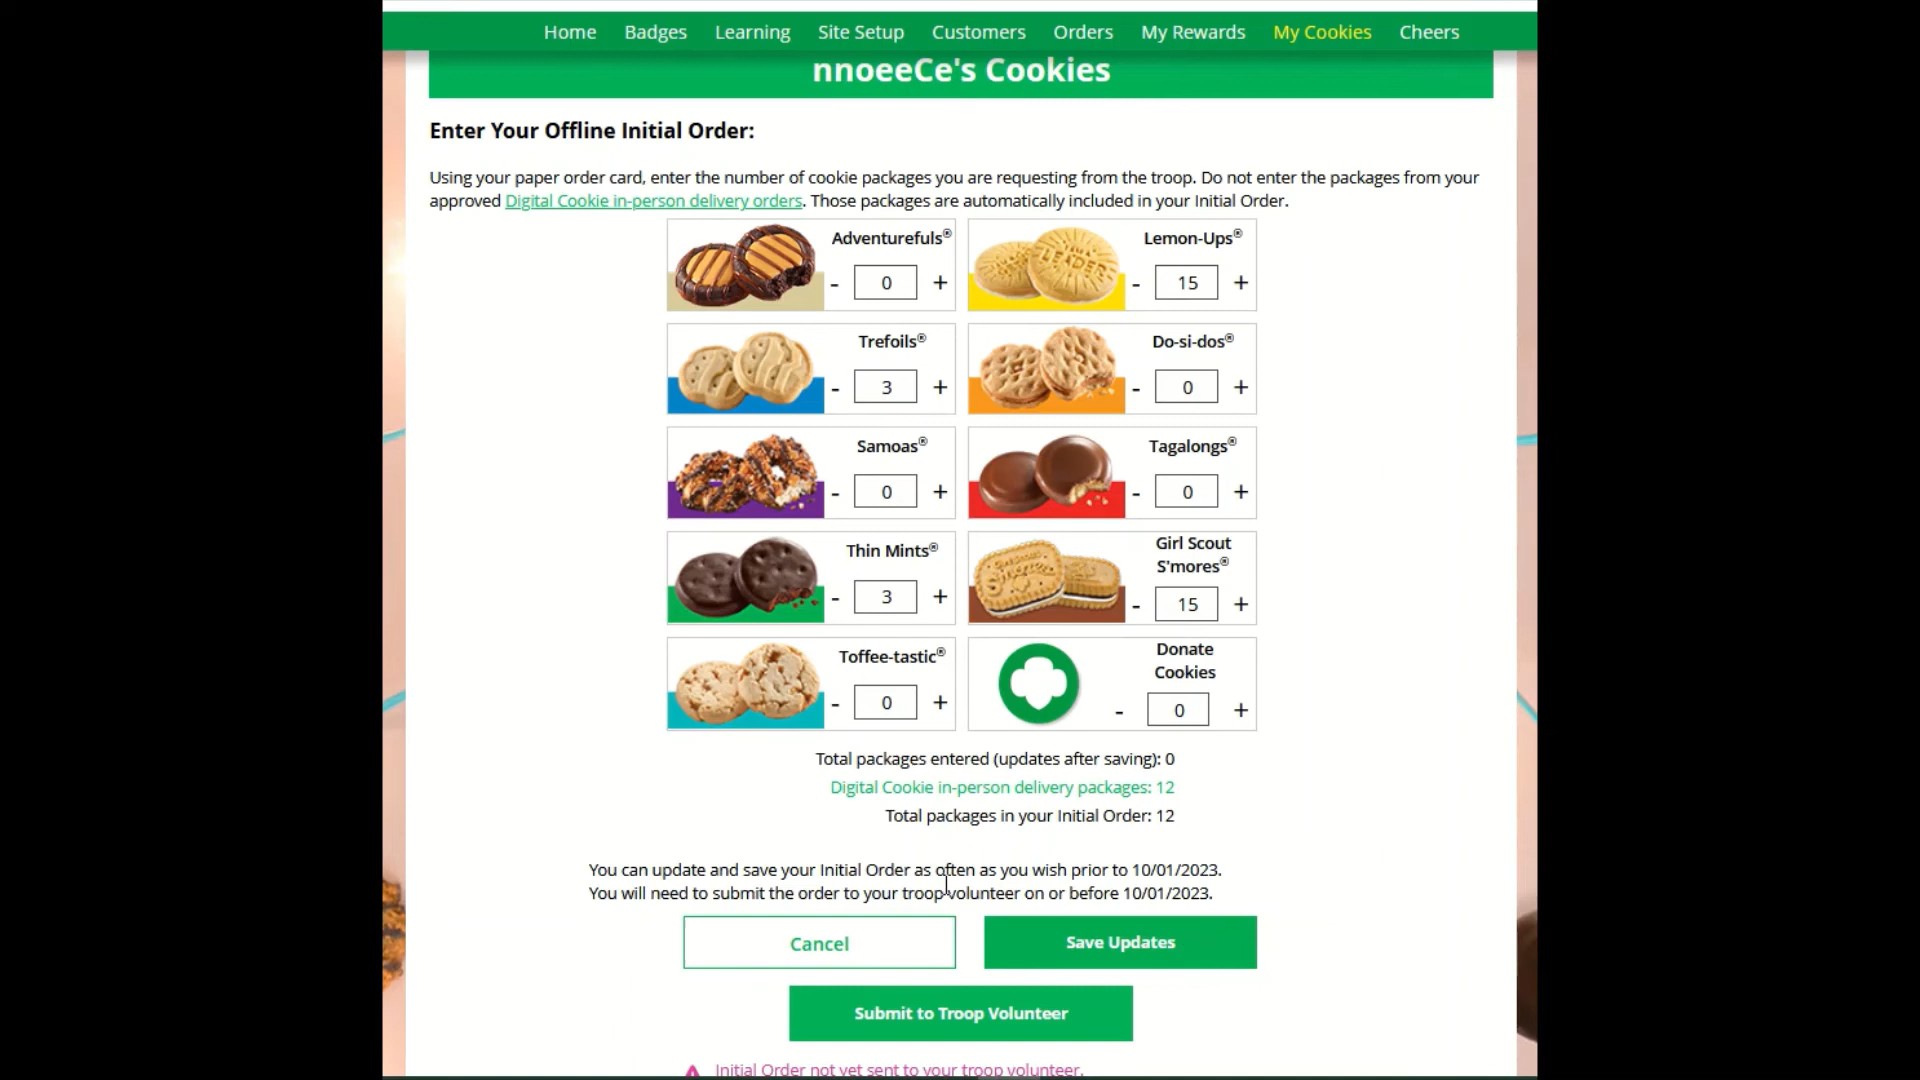 Home Badges Learning Site Setup Customers Orders My Rewards My Cookies Cheers
nnoeeCe's Cookies
Enter Your Offline Initial Order:
Using your paper order card, enter the number of cookie packages you are requesting from the troop. Do not enter the packages from your
approved Digital Cookie in-person delivery orders. Those packages are automatically included in your Initial Order.
Adventurefuls®
- 0 +
Lemon-Ups®
- 15 +
Trefoils®
- 3 +
Do-si-dos®
- 0 +
Samoas®
- 0 +
Tagalongs®
- 0 +
Thin Mints®
- 3 +
Girl Scout
S'mores®
- 15 +
Toffee-tastic®
- 0 +
Donate
Cookies
- 0 +
Total packages entered (updates after saving): 0
Digital Cookie in-person delivery packages: 12
Total packages in your Initial Order: 12
You can update and save your Initial Order as often as you wish prior to 10/01/2023.
You will need to submit the order to your troop volunteer on or before 10/01/2023.
Cancel
Save Updates
Submit to Troop Volunteer
Initial Order not yet sent to your troop volunteer.